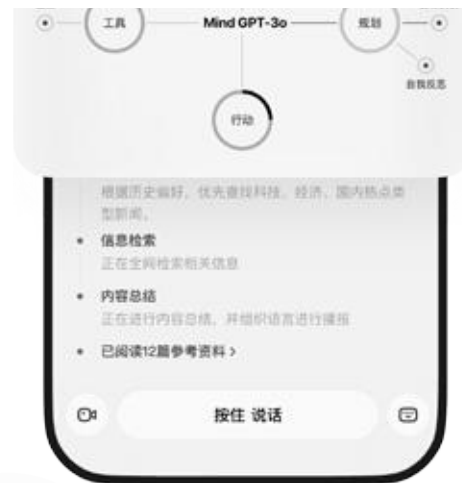 工具
Mind GPT-3o
规划
自我反思
行动
根据历史偏好，优先查找科技、经济、国内热点类
型新闻。
信息检索
正在全网检索相关信息
内容总结
正在进行内容总结，并组织语言进行播报
已阅读12篇参考资料 >
按住 说话